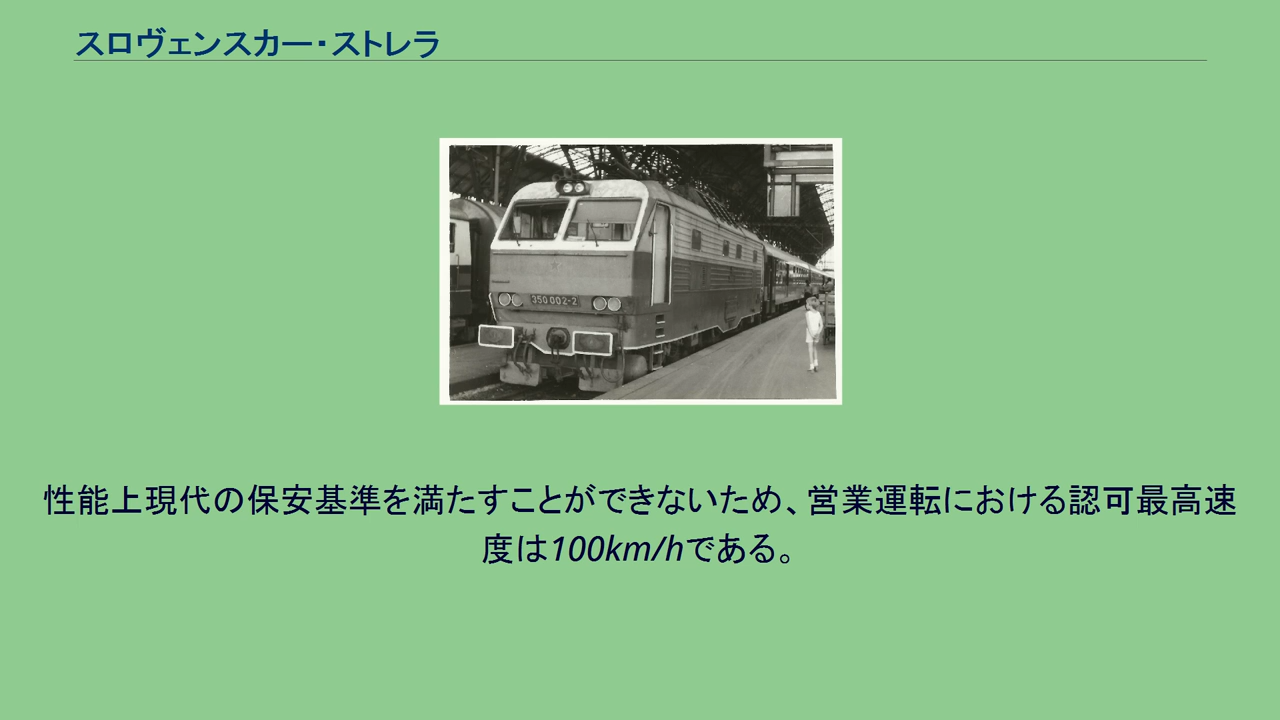 スロヴェンスカー・ストレラ
350 002-2
性能上現代の保安基準を満たすことができないため、営業運転における認可最高速
度は100km/hである。